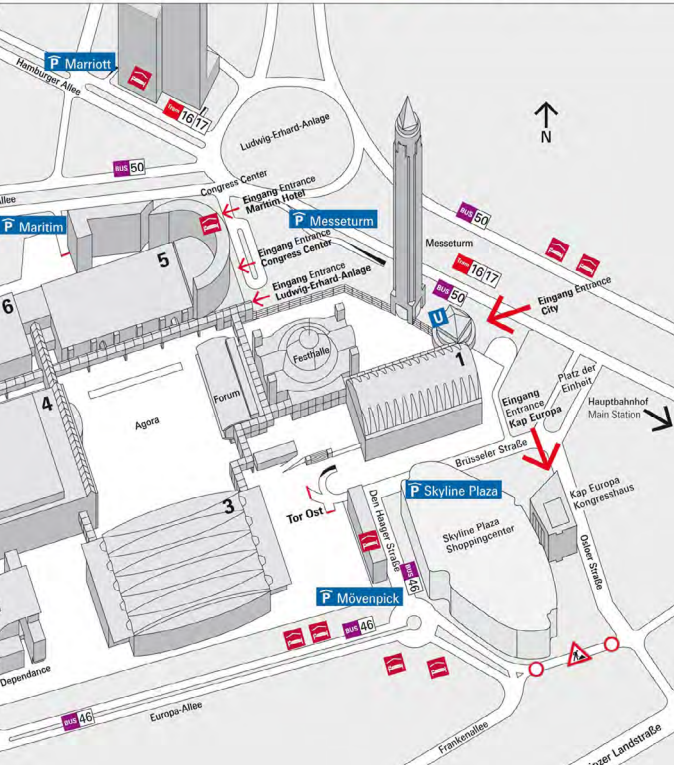 P Marriott
Hamburger Allee
Tram 16 17
Ludwig-Erhard-Anlage
N
BUS 50
Congress Center
Allee
Eingang Entrance
Maritim Hotel
BUS 50
P Maritim
P Messeturm
Messeturm
5
Eingang Entrance
Congress Center
Tram 16 17
Eingang Entrance
Ludwig-Erhard-Anlage
BUS 50
Eingang Entrance
City
6
U
Festhalle
1
Forum
4
Agora
Platz der
Einheit
Eingang
Entrance
Kap Europa
Hauptbahnhof
Main Station
Brüsseler Straße
P Skyline Plaza
Kap Europa
Kongresshaus
3
Tor Ost
Den Haager Straße
Skyline Plaza
Shoppingcenter
Osloer Straße
BUS 46
P Mövenpick
BUS 46
Dependance
Europa-Allee
BUS 46
Frankenallee
nzer Landstraße